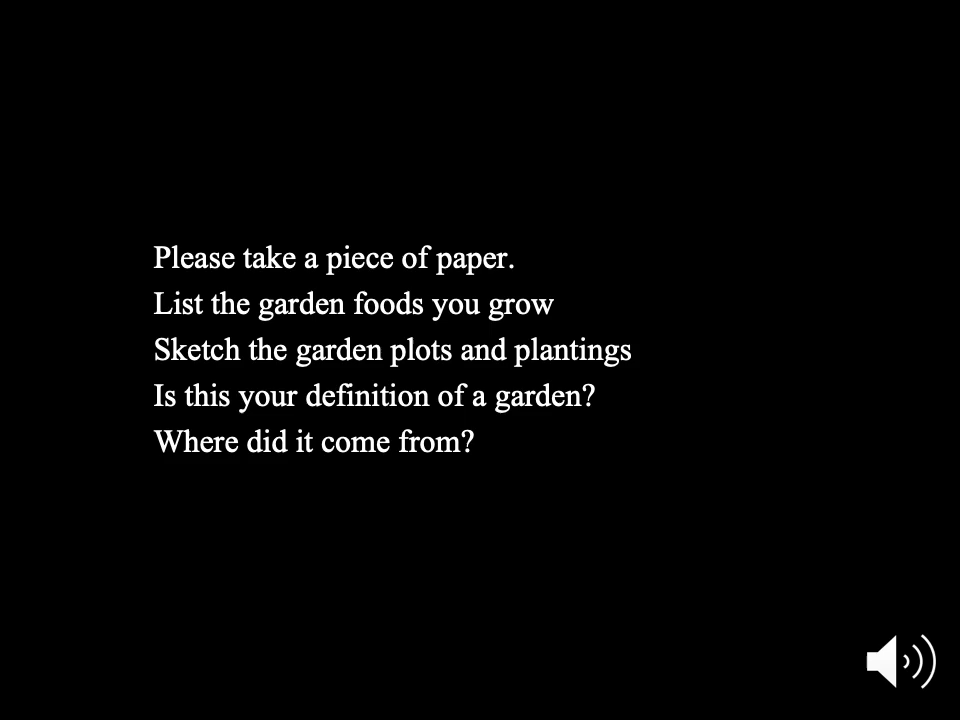 Please take a piece of paper.
List the garden foods you grow
Sketch the garden plots and plantings
Is this your definition of a garden?
Where did it come from?